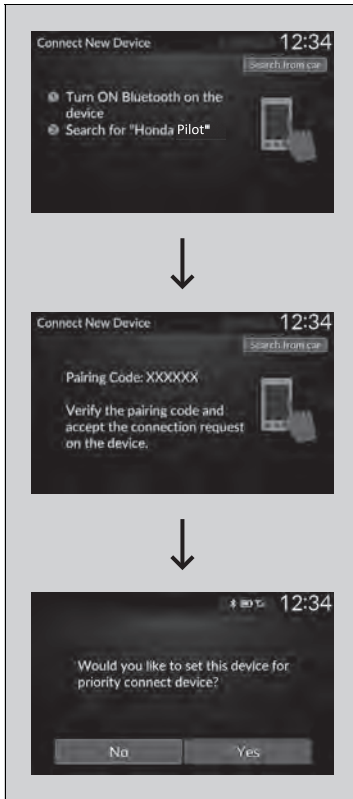 Connect New Device
12:34
Search from car
1 Turn ON Bluetooth on the
device
2 Search for "Honda Pilot"
Connect New Device
12:34
Search from car
Pairing Code: XXXXXX
Verify the pairing code and
accept the connection request
on the device.
12:34
Would you like to set this device for
priority connect device?
No
Yes